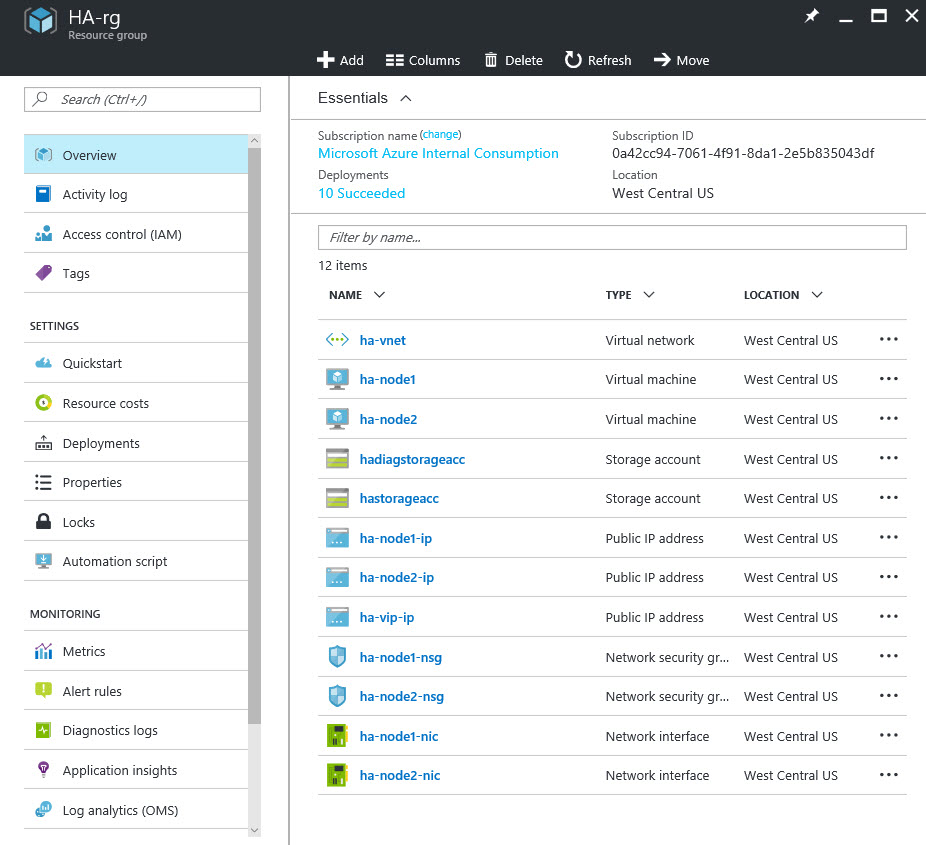 HA-rg
Resource group
Add Columns Delete Refresh Move
Search (Ctrl+/)
Overview
Activity log
Access control (IAM)
Tags
SETTINGS
Quickstart
Resource costs
Deployments
Properties
Locks
Automation script
MONITORING
Metrics
Alert rules
Diagnostics logs
Application insights
Log analytics (OMS)
Essentials
Subscription name (change) Subscription ID
Microsoft Azure Internal Consumption 0a42cc94-7061-4f91-8da1-2e5b835043df
Deployments Location
10 Succeeded West Central US
Filter by name...
12 items
NAME TYPE LOCATION
ha-vnet Virtual network West Central US
ha-node1 Virtual machine West Central US
ha-node2 Virtual machine West Central US
hadiagstorageacc Storage account West Central US
hastorageacc Storage account West Central US
ha-node1-ip Public IP address West Central US
ha-node2-ip Public IP address West Central US
ha-vip-ip Public IP address West Central US
ha-node1-nsg Network security gr... West Central US
ha-node2-nsg Network security gr... West Central US
ha-node1-nic Network interface West Central US
ha-node2-nic Network interface West Central US